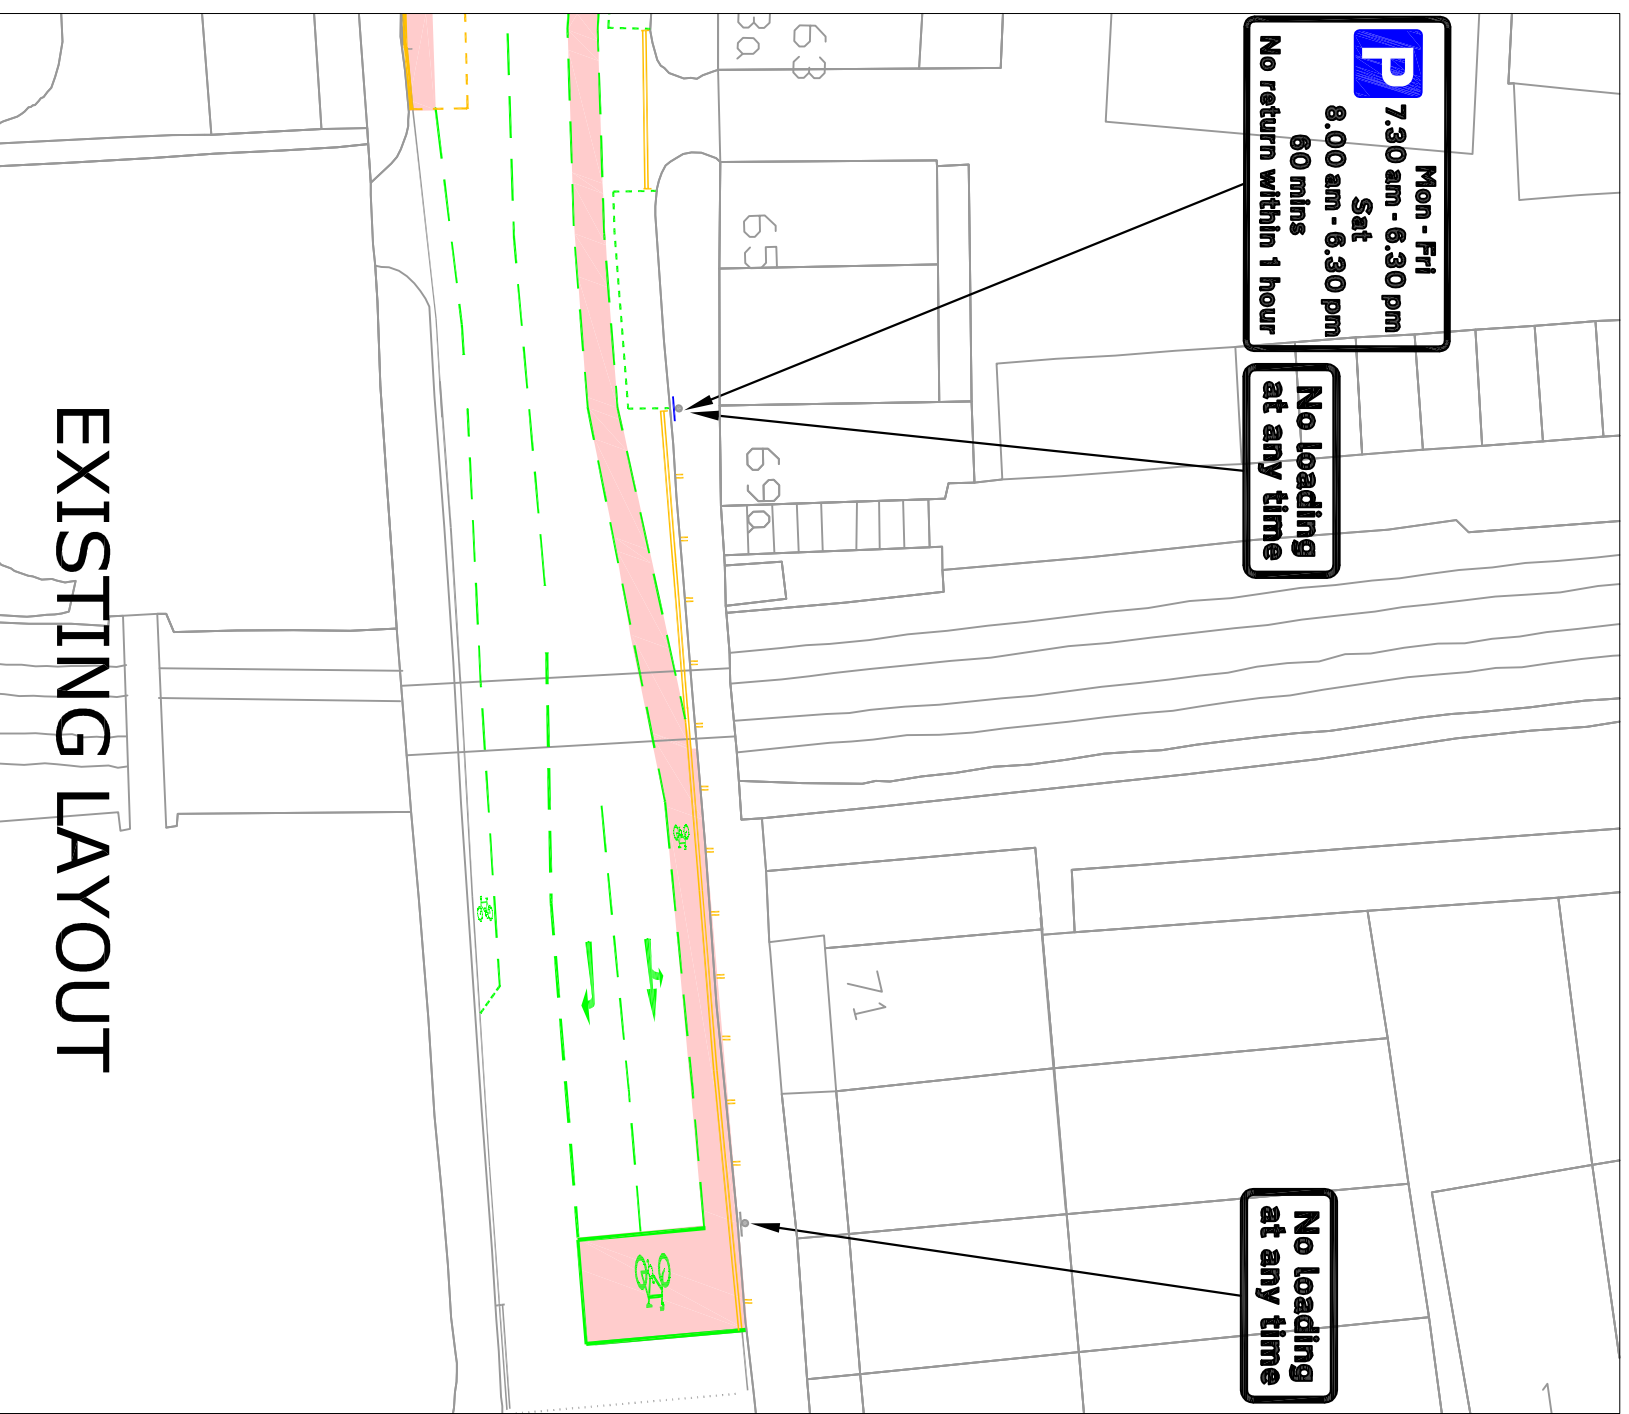 P
Mon - Fri
7.30 am - 6.30 pm
Sat
8.00 am - 6.30 pm
60 mins
No return within 1 hour
No loading
at any time
No loading
at any time
63
3a
65
69a
71
1
EXISTING LAYOUT